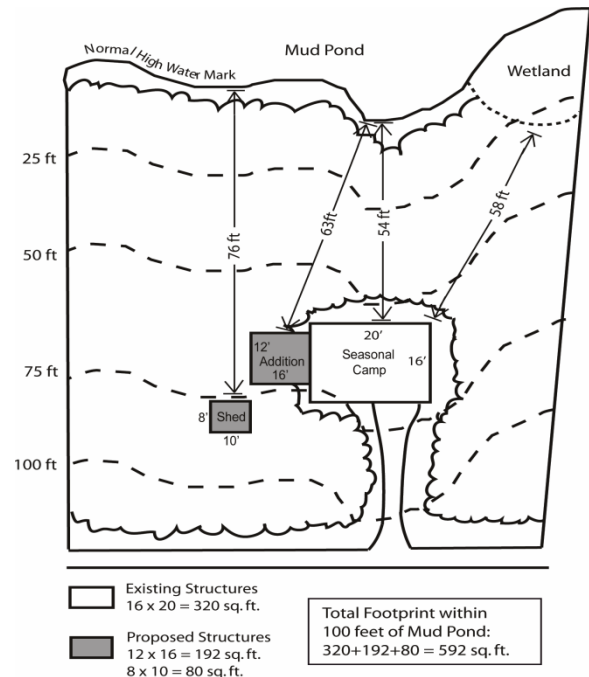 Mud Pond
Normal High Water Mark
Wetland
25 ft
50 ft
75 ft
100 ft
76 ft
63ft
54 ft
58 ft
12’
Addition
16’
20’
Seasonal
Camp
16’
8’
Shed
10’
Existing Structures
16 x 20 = 320 sq. ft.
Proposed Structures
12 x 16 = 192 sq. ft.
8 x 10 = 80 sq. ft.
Total Footprint within
100 feet of Mud Pond:
320+192+80 = 592 sq. ft.